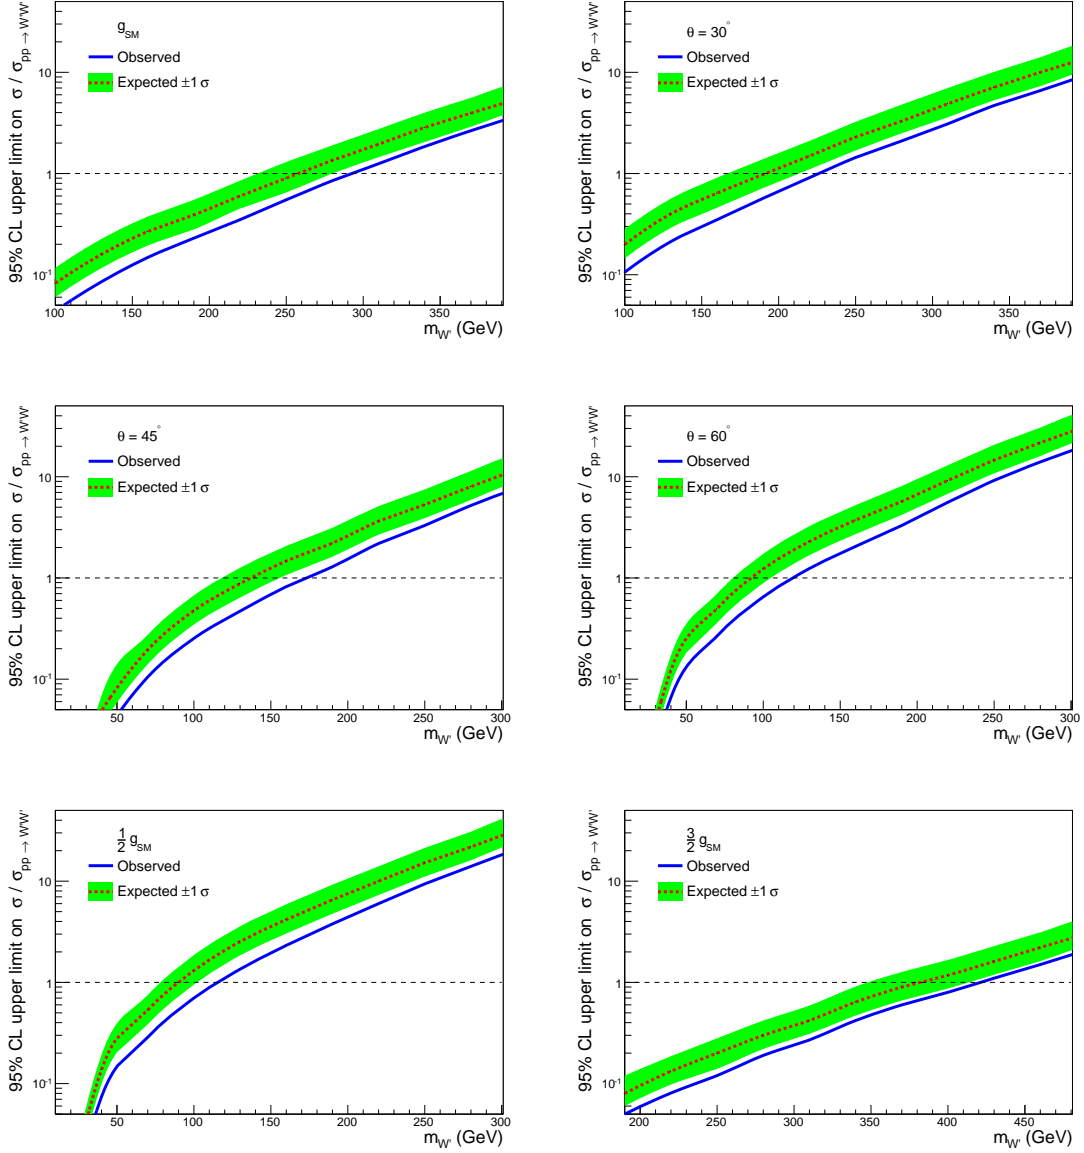 95% CL upper limit on σ / σpp → W'W'
g_SM
Observed
Expected ±1 σ
10
1
10⁻¹
100 150 200 250 300 350
m_W' (GeV)
95% CL upper limit on σ / σpp → W'W'
θ = 30°
Observed
Expected ±1 σ
10
1
10⁻¹
100 150 200 250 300 350
m_W' (GeV)
95% CL upper limit on σ / σpp → W'W'
θ = 45°
Observed
Expected ±1 σ
10
1
10⁻¹
50 100 150 200 250 300
m_W' (GeV)
95% CL upper limit on σ / σpp → W'W'
θ = 60°
Observed
Expected ±1 σ
10
1
10⁻¹
50 100 150 200 250 300
m_W' (GeV)
95% CL upper limit on σ / σpp → W'W'
1/2 g_SM
Observed
Expected ±1 σ
10
1
10⁻¹
50 100 150 200 250 300
m_W' (GeV)
95% CL upper limit on σ / σpp → W'W'
3/2 g_SM
Observed
Expected ±1 σ
10
1
10⁻¹
200 250 300 350 400 450
m_W' (GeV)